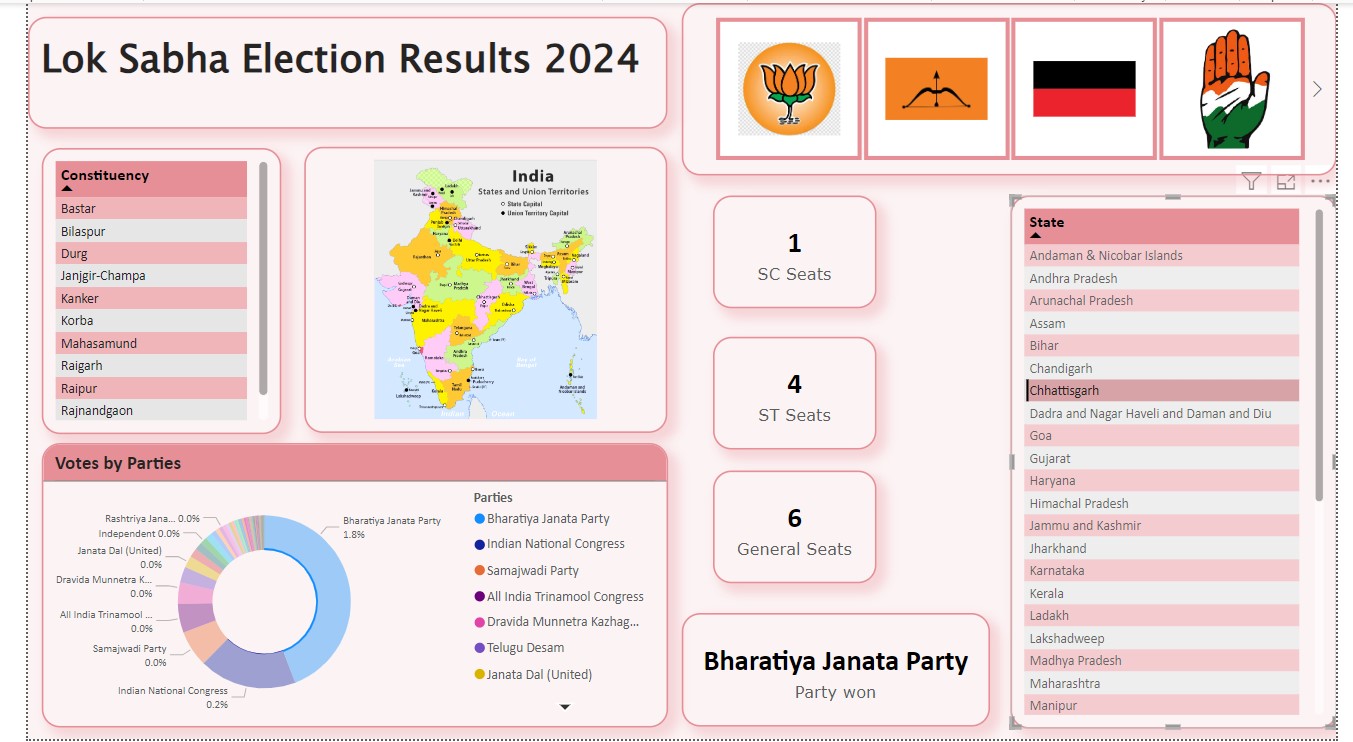 Lok Sabha Election Results 2024
Constituency
Bastar
Bilaspur
Durg
Janjgir-Champa
Kanker
Korba
Mahasamund
Raigarh
Raipur
Rajnandgaon
India
States and Union Territories
State Capital
Union Territory Capital
1
SC Seats
4
ST Seats
6
General Seats
Bharatiya Janata Party
Party won
State
Andaman & Nicobar Islands
Andhra Pradesh
Arunachal Pradesh
Assam
Bihar
Chandigarh
Chhattisgarh
Dadra and Nagar Haveli and Daman and Diu
Goa
Gujarat
Haryana
Himachal Pradesh
Jammu and Kashmir
Jharkhand
Karnataka
Kerala
Ladakh
Lakshadweep
Madhya Pradesh
Maharashtra
Manipur
Votes by Parties
Rashtriya Jana... 0.0%
Independent 0.0%
Janata Dal (United)
0.0%
Dravida Munnetra K...
0.0%
All India Trinamool ...
0.0%
Samajwadi Party
0.0%
Indian National Congress
0.2%
Bharatiya Janata Party
1.8%
Parties
Bharatiya Janata Party
Indian National Congress
Samajwadi Party
All India Trinamool Congress
Dravida Munnetra Kazhag...
Telugu Desam
Janata Dal (United)